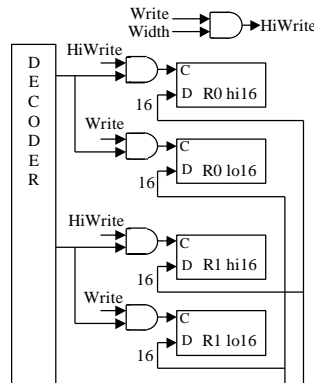 Write
Width
HiWrite
DECODER
HiWrite
C
D R0 hi16
16
Write
C
D R0 lo16
16
HiWrite
C
D R1 hi16
16
Write
C
D R1 lo16
16